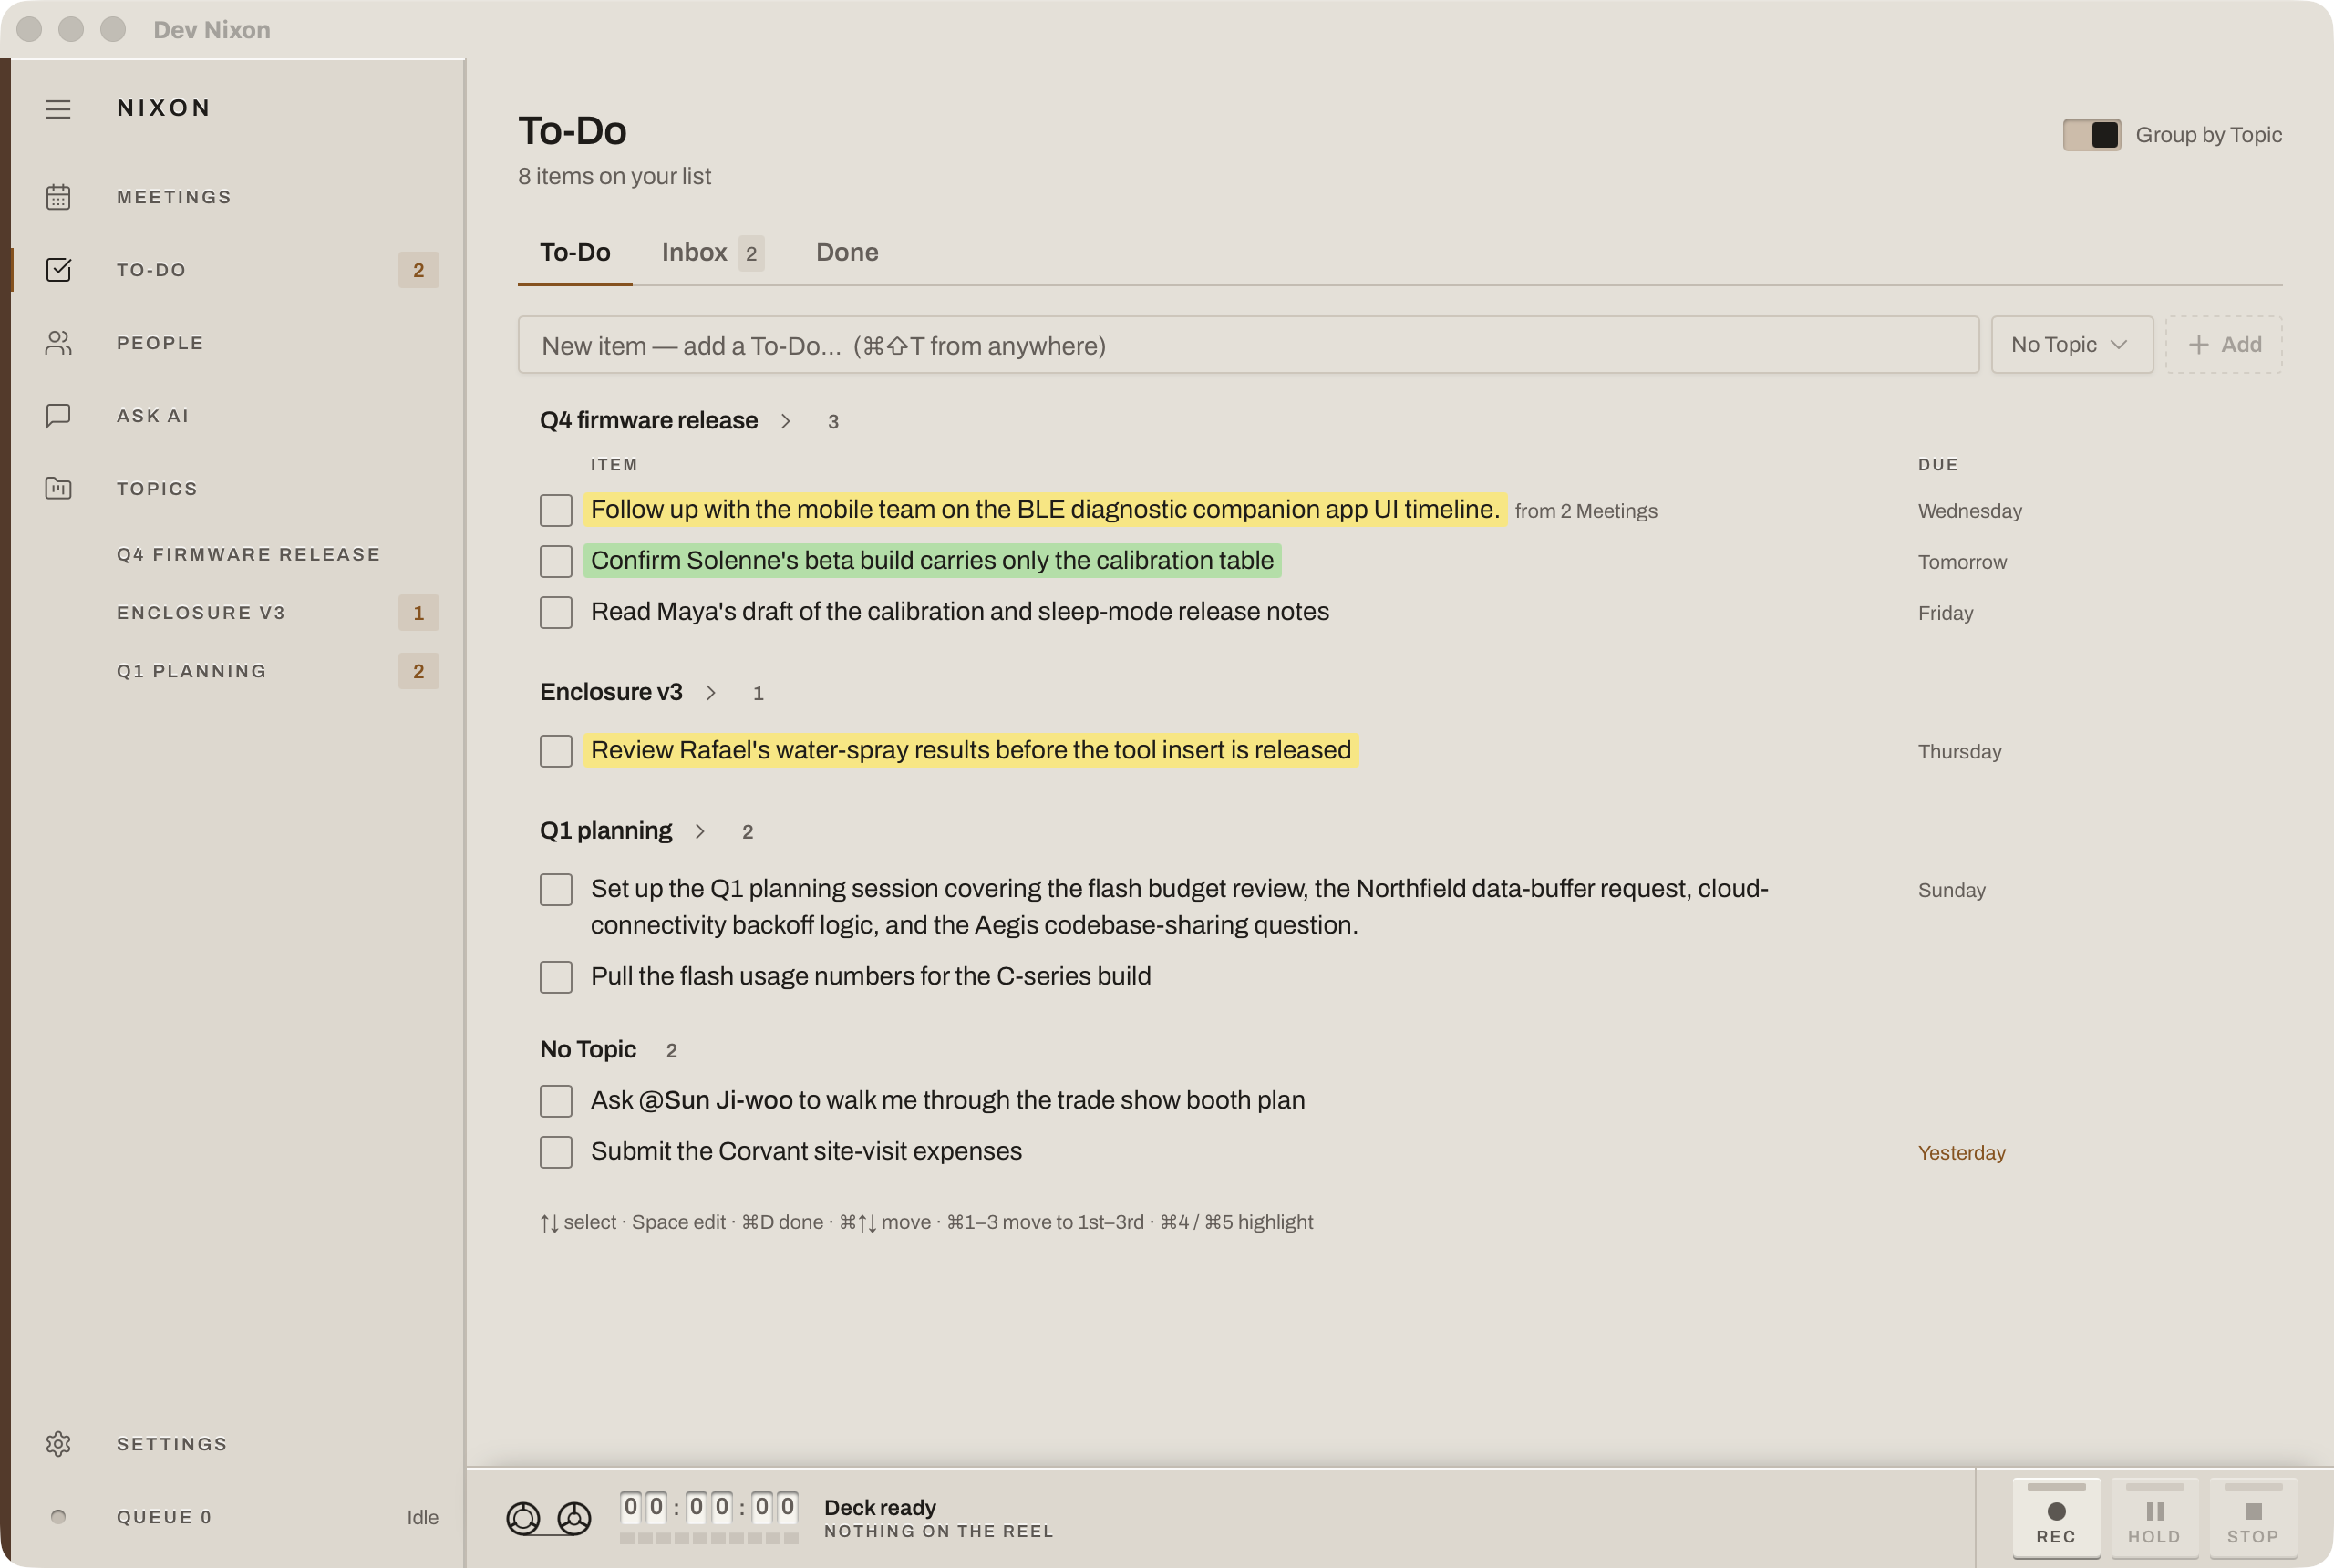 Dev Nixon
NIXON
MEETINGS
TO-DO 2
PEOPLE
ASK AI
TOPICS
Q4 FIRMWARE RELEASE
ENCLOSURE V3 1
Q1 PLANNING 2
SETTINGS
QUEUE 0 Idle
To-Do
8 items on your list
Group by Topic
To-Do Inbox 2 Done
New item — add a To-Do... (⌘⇧T from anywhere) No Topic + Add
Q4 firmware release > 3
ITEM DUE
Follow up with the mobile team on the BLE diagnostic companion app UI timeline. from 2 Meetings Wednesday
Confirm Solenne's beta build carries only the calibration table Tomorrow
Read Maya's draft of the calibration and sleep-mode release notes Friday
Enclosure v3 > 1
Review Rafael's water-spray results before the tool insert is released Thursday
Q1 planning > 2
Set up the Q1 planning session covering the flash budget review, the Northfield data-buffer request, cloud- Sunday
connectivity backoff logic, and the Aegis codebase-sharing question.
Pull the flash usage numbers for the C-series build
No Topic 2
Ask @Sun Ji-woo to walk me through the trade show booth plan
Submit the Corvant site-visit expenses Yesterday
↑↓ select · Space edit · ⌘D done · ⌘↑↓ move · ⌘1–3 move to 1st–3rd · ⌘4 / ⌘5 highlight
00:00:00
Deck ready
NOTHING ON THE REEL
REC HOLD STOP